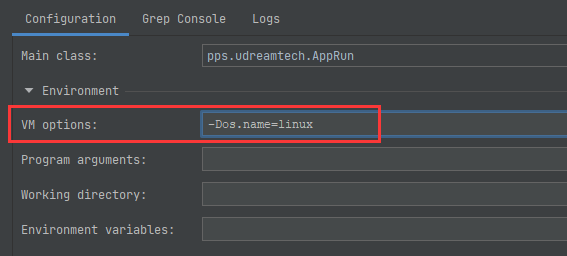 Configuration Grep Console Logs
Main class: pps.udreamtech.AppRun
Environment
VM options: -Dos.name=linux
Program arguments:
Working directory:
Environment variables: